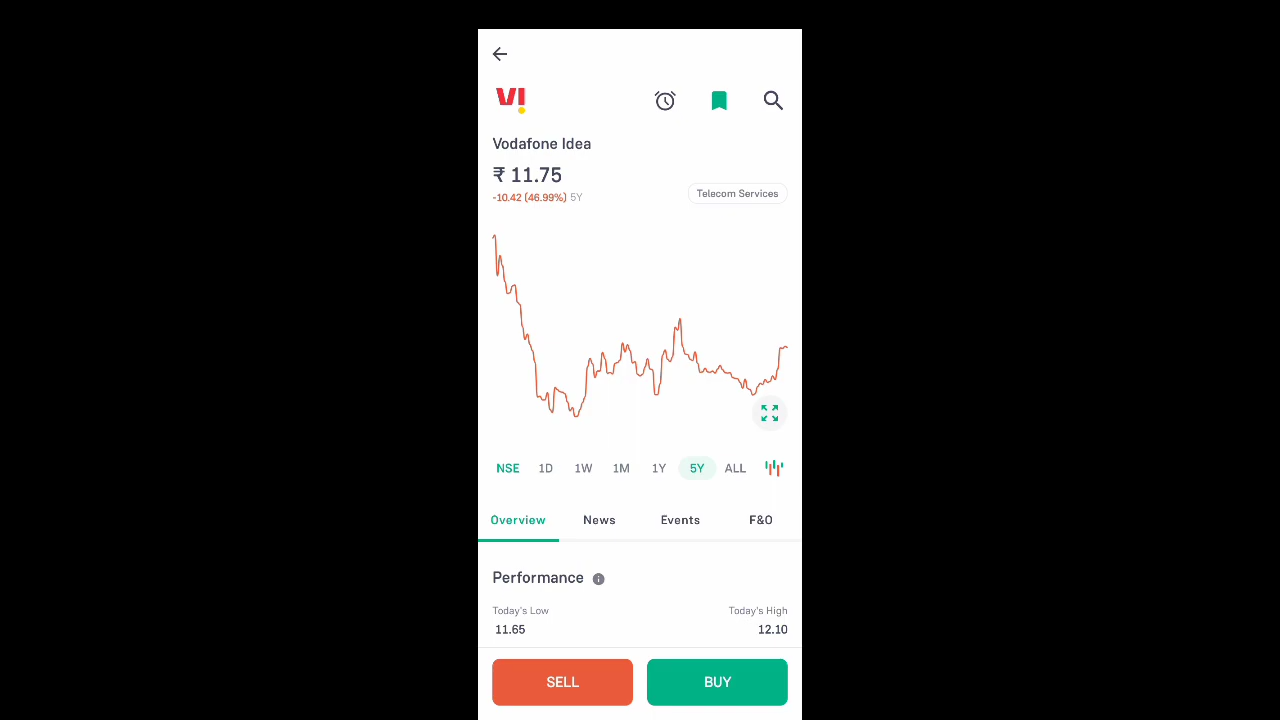 VI
Vodafone Idea
₹ 11.75
-10.42 (46.99%) 5Y
Telecom Services
NSE 1D 1W 1M 1Y 5Y ALL
Overview News Events F&O
Performance
Today's Low Today's High
11.65 12.10
SELL BUY